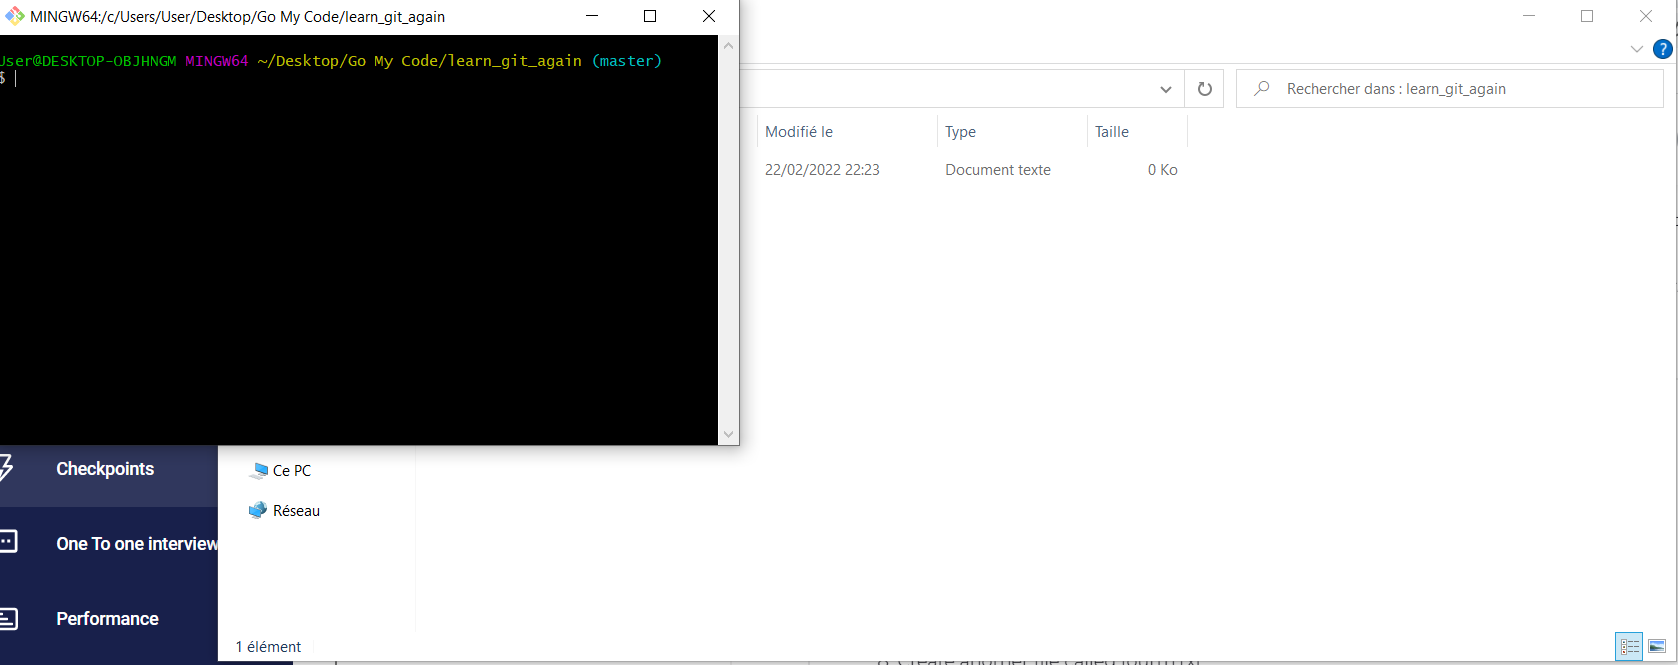 MINGW64:/c/Users/User/Desktop/Go My Code/learn_git_again
User@DESKTOP-OBJHNGM MINGW64 ~/Desktop/Go My Code/learn_git_again (master)
$
?
Rechercher dans : learn_git_again
Modifié le Type Taille
22/02/2022 22:23 Document texte 0 Ko
Checkpoints
Ce PC
Réseau
One To one interview
Performance
1 élément